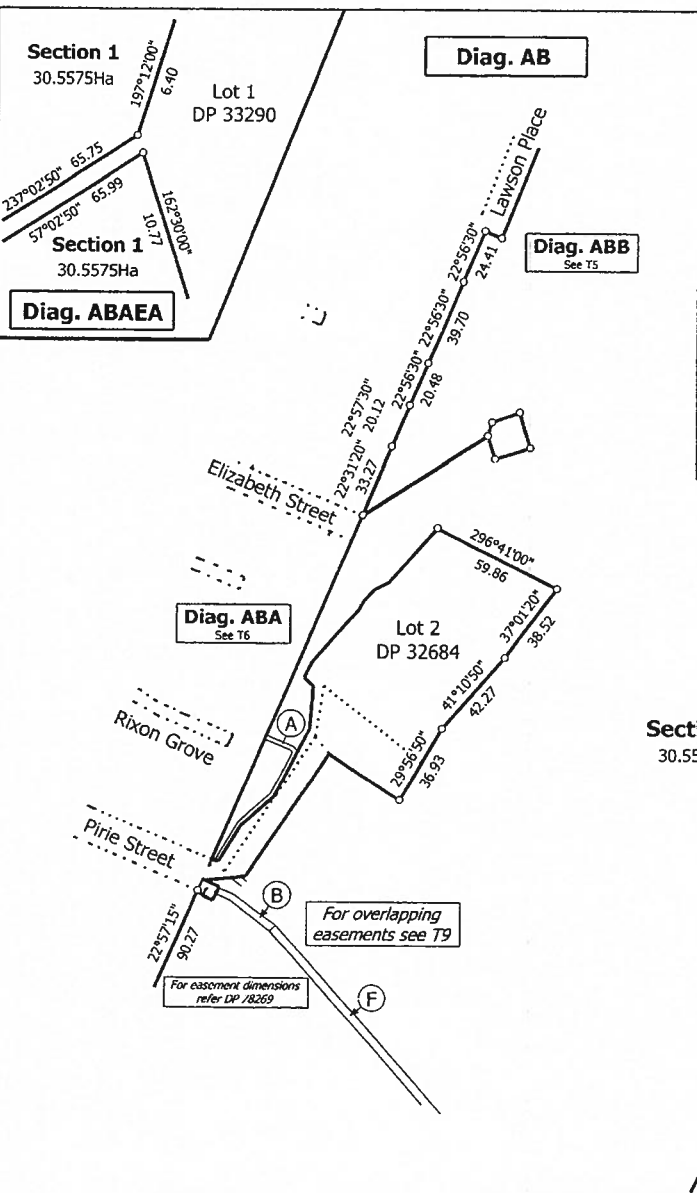 Section 1
30.5575Ha
197°12'00"
6.40
Lot 1
DP 33290
237°02'50" 65.75
57°02'50" 65.99
162°30'00"
10.77
Section 1
30.5575Ha
Diag. ABAEA
Diag. AB
Lawson Place
Diag. ABB
See T5
22°56'30"
24.41
22°56'30"
39.70
22°56'30"
20.48
22°57'30"
20.12
22°31'20"
33.27
Elizabeth Street
296°41'00"
59.86
37°01'20"
38.52
Lot 2
DP 32684
41°10'50"
42.27
29°56'50"
36.93
Diag. ABA
See T6
Rixon Grove
A
Pirie Street
B
22°57'15"
90.27
For overlapping
easements see T9
For easement dimensions
refer DP 78269
F
Secti
30.55